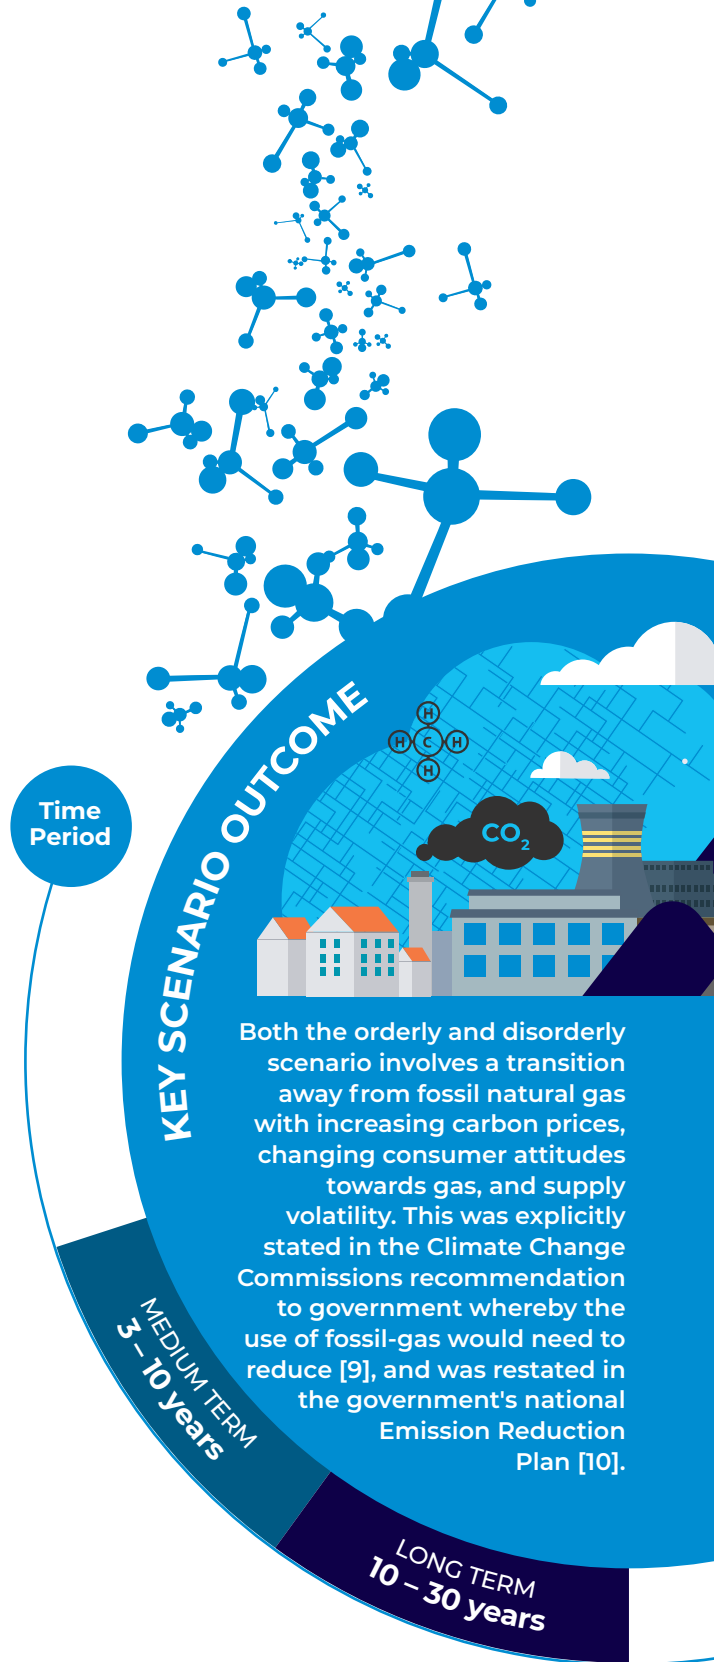 H
H C H
H
CO2
KEY SCENARIO OUTCOME
Time
Period
Both the orderly and disorderly
scenario involves a transition
away from fossil natural gas
with increasing carbon prices,
changing consumer attitudes
towards gas, and supply
volatility. This was explicitly
stated in the Climate Change
Commissions recommendation
to government whereby the
use of fossil-gas would need to
reduce [9], and was restated in
the government's national
Emission Reduction
Plan [10].
MEDIUM TERM
3 – 10 years
LONG TERM
10 – 30 years